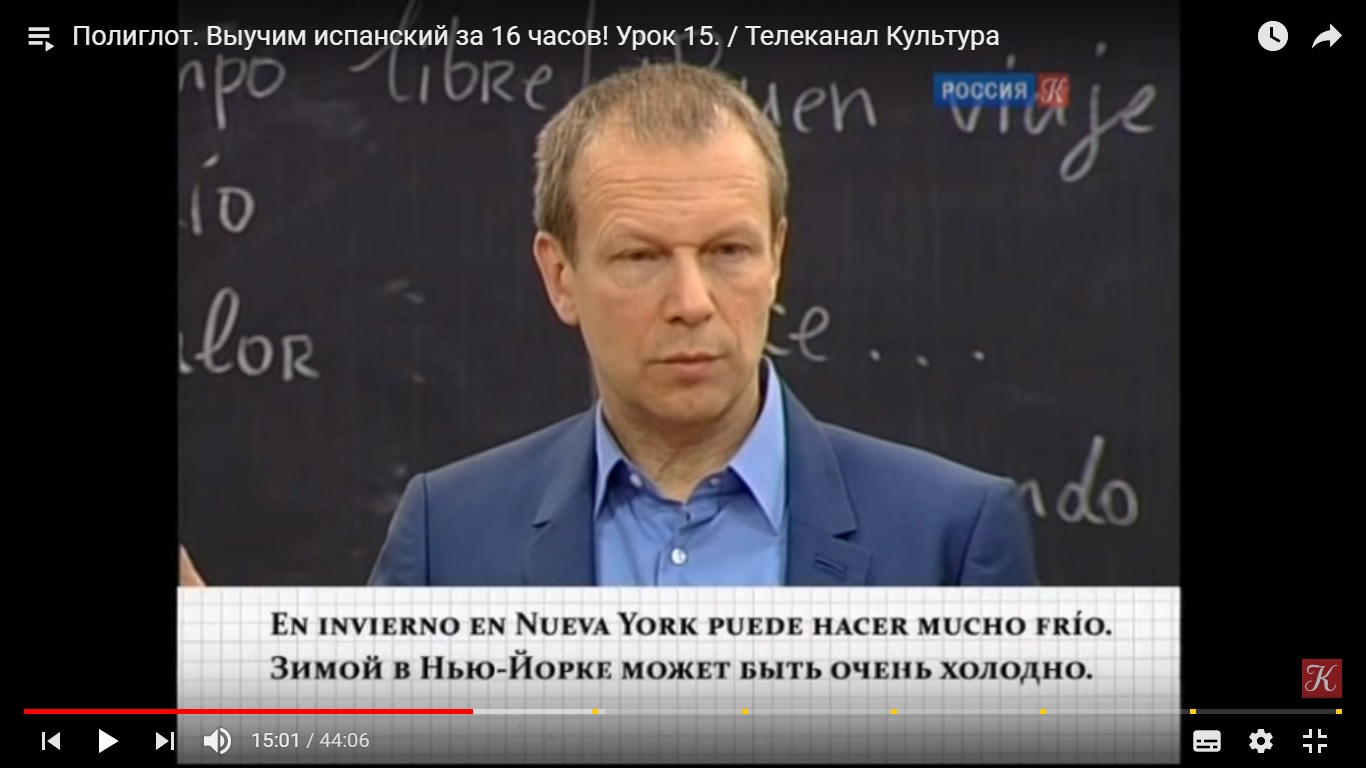 Полиглот. Выучим испанский за 16 часов! Урок 15. / Телеканал Культура
libre
viaje
РОССИЯ К
En invierno en Nueva York puede hacer mucho frío.
Зимой в Нью-Йорке может быть очень холодно.
К
15:01 / 44:06